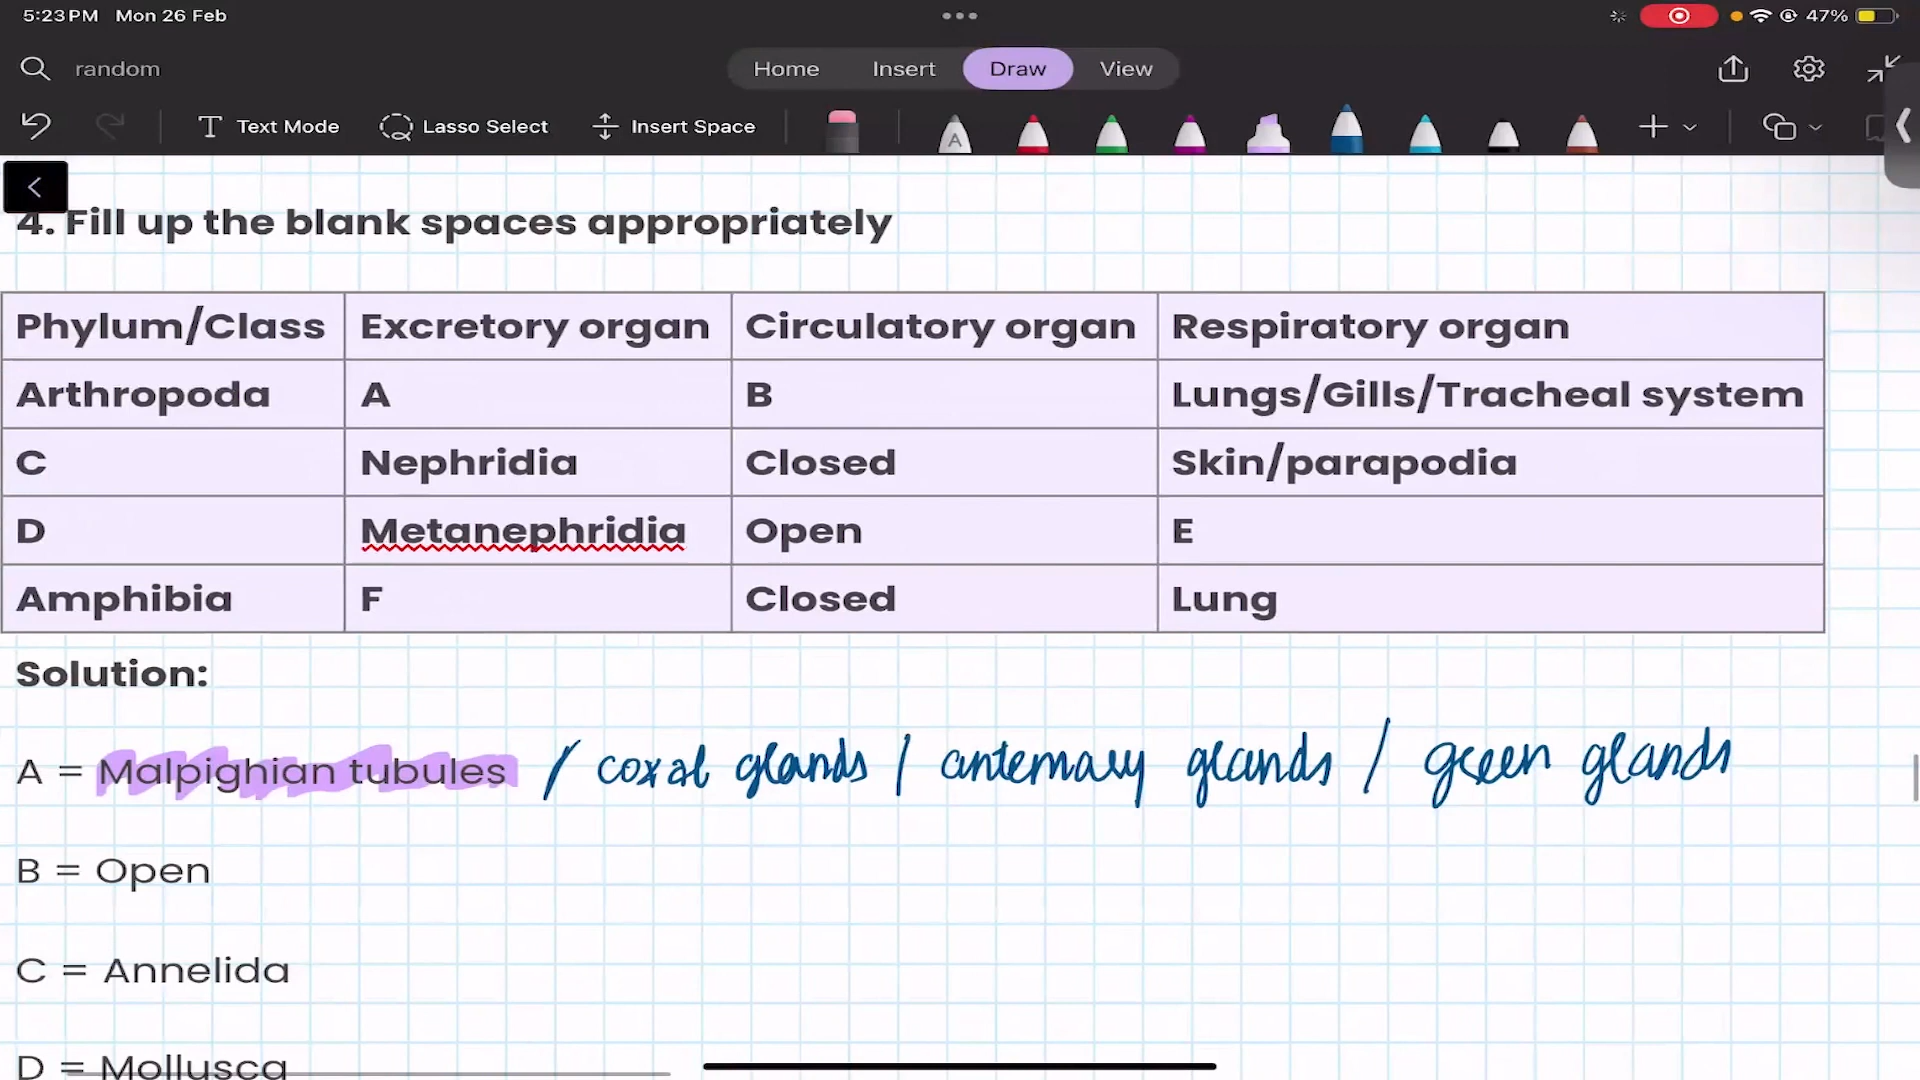 5:23 PM Mon 26 Feb 47%
random Home Insert Draw View
Text Mode Lasso Select Insert Space A
4. Fill up the blank spaces appropriately
Phylum/Class Excretory organ Circulatory organ Respiratory organ
Arthropoda A B Lungs/Gills/Tracheal system
C Nephridia Closed Skin/parapodia
D Metanephridia Open E
Amphibia F Closed Lung
Solution:
A = Malpighian tubules / coxal glands / antennary glands / green glands
B = Open
C = Annelida
D = Mollusca